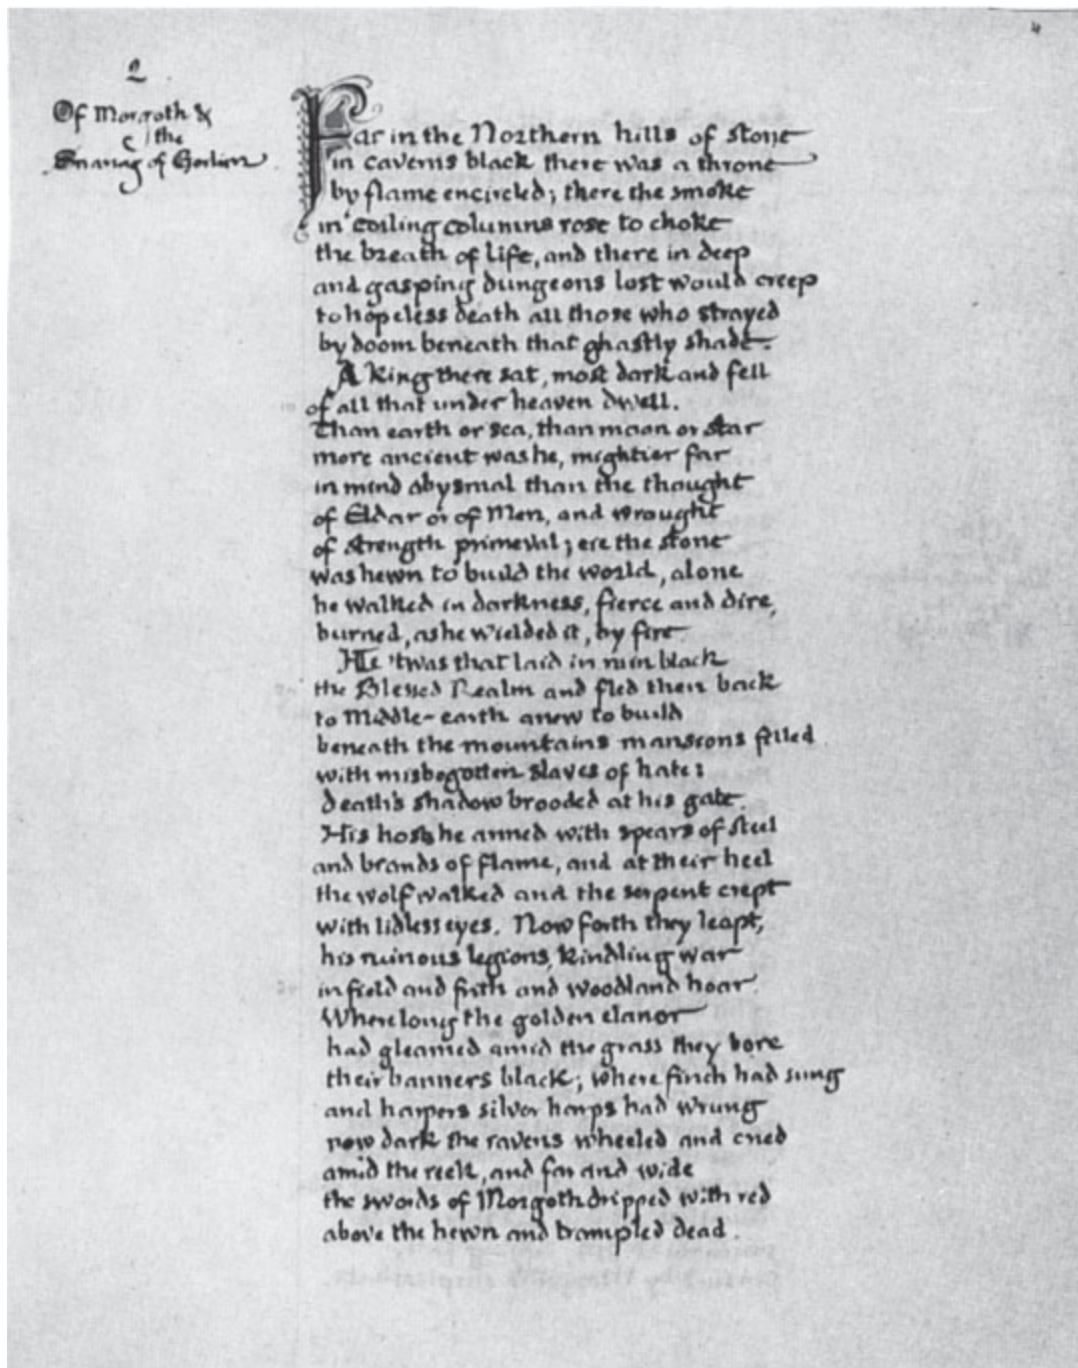 4
2
Of Morgoth &
the
Snaring of Gorlim
Far in the Northern hills of stone
in caverns black there was a throne
by flame encircled; there the smoke
in coiling columns rose to choke
the breath of life, and there in deep
and gasping dungeons lost would creep
to hopeless death all those who strayed
by doom beneath that ghastly shade.
A king there sat, most dark and fell
of all that under heaven dwell.
Than earth or sea, than moon or star
more ancient was he, mightier far
in mind abysmal than the thought
of Eldar or of Men, and wrought
of strength primeval; ere the stone
was hewn to build the world, alone
he walked in darkness, fierce and dire,
burned, as he wielded it, by fire.
He 'twas that laid in ruin black
the Blessed Realm and fled then back
to Middle-earth anew to build
beneath the mountains mansions filled
with misbegotten slaves of hate:
death's shadow brooded at his gate.
His hosts he armed with spears of steel
and brands of flame, and at their heel
the wolf walked and the serpent crept
with lidless eyes. Now forth they leapt,
his ruinous legions, kindling war
in field and frith and woodland hoar.
Where long the golden elanor
had gleamed amid the grass they bore
their banners black; where finch had sung
and harpers silver harps had wrung
now dark the ravens wheeled and cried
amid the reek, and far and wide
the swords of Morgoth dripped with red
above the hewn and trampled dead.